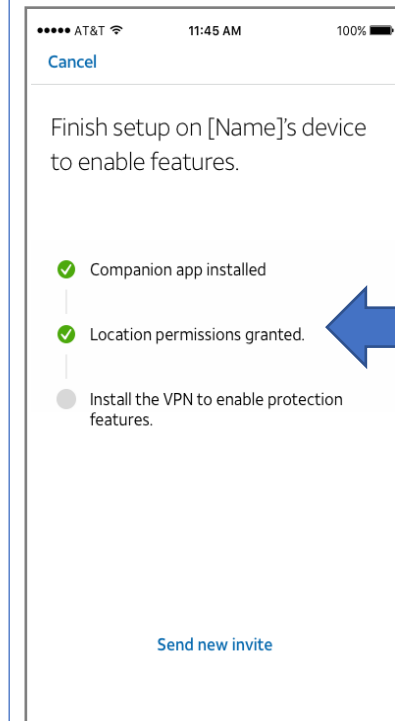 AT&T 11:45 AM 100%
Cancel
Finish setup on [Name]'s device
to enable features.
Companion app installed
Location permissions granted.
Install the VPN to enable protection
features.
Send new invite